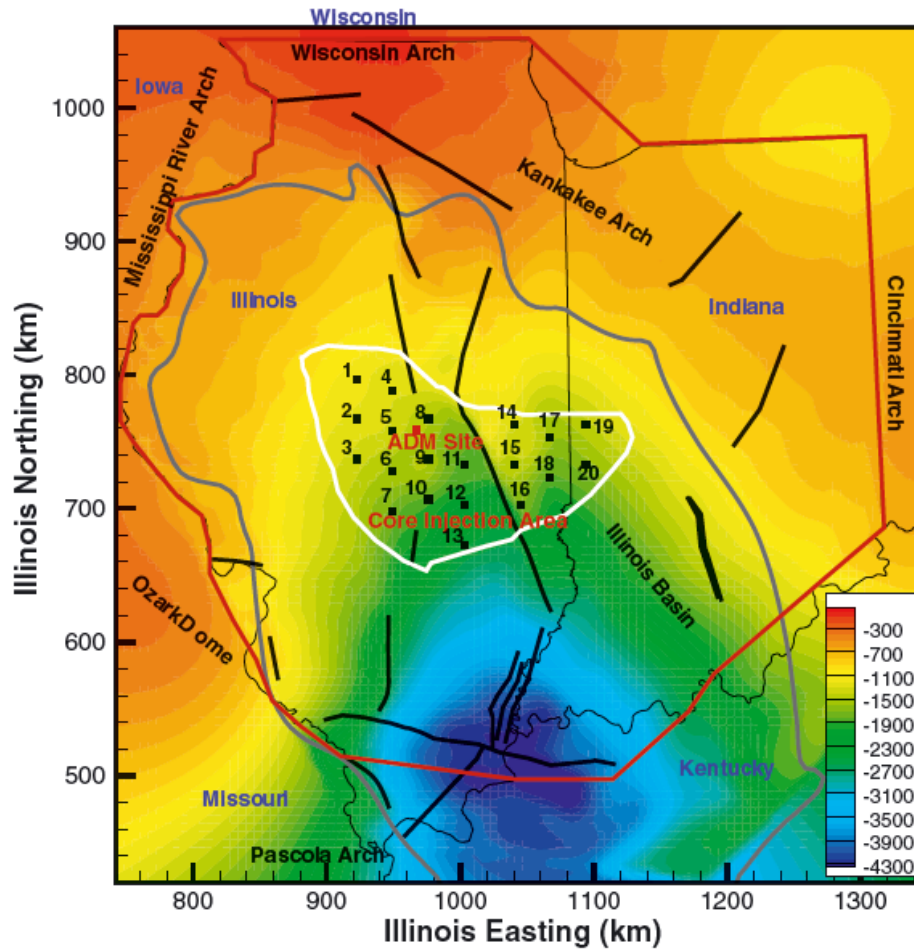 Wisconsin
Wisconsin Arch
Iowa
Mississippi River Arch
Kankakee Arch
Illinois
Indiana
Cincinnati Arch
1
4
2
5
8
14
17
19
ADM Site
3
6
9
11
15
18
20
7
10
12
16
Core Injection Area
13
Illinois Basin
OzarkD ome
Missouri
Kentucky
Pascola Arch
1000
900
800
700
600
500
Illinois Northing (km)
800
900
1000
1100
1200
1300
Illinois Easting (km)
-300
-700
-1100
-1500
-1900
-2300
-2700
-3100
-3500
-3900
-4300